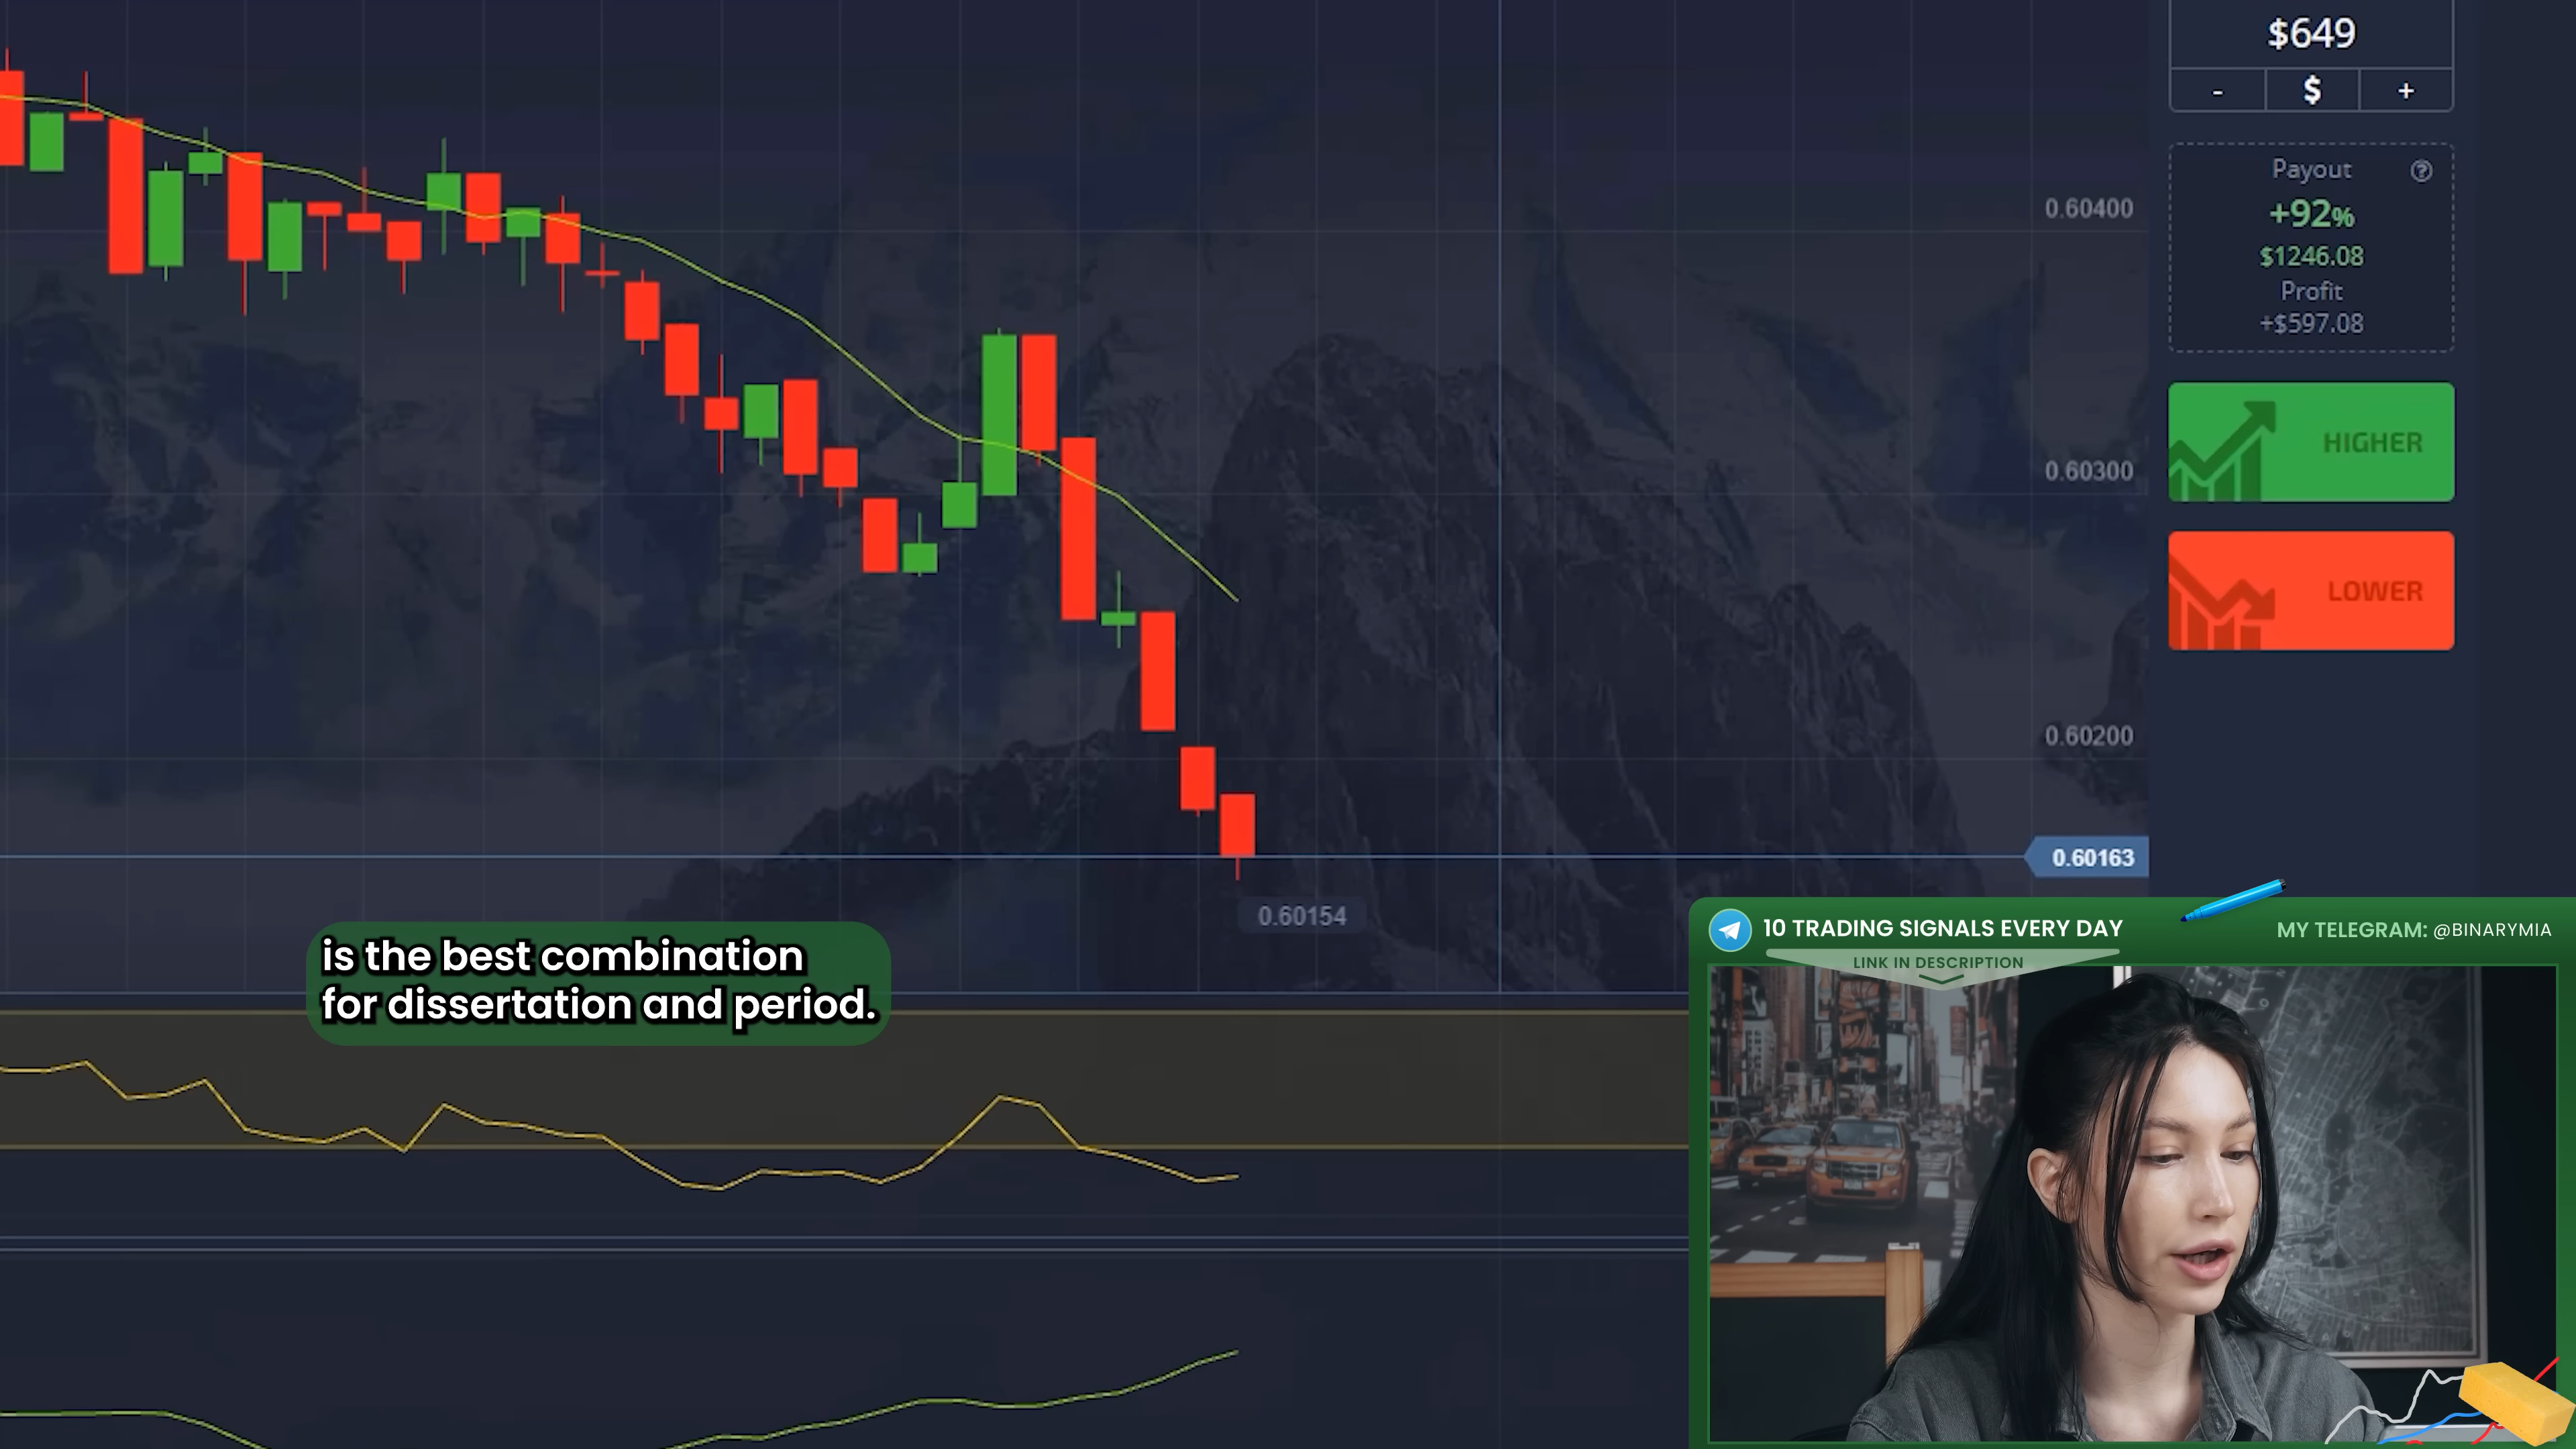 $649
- $ +
Payout
+92%
$1246.08
Profit
+$597.08
HIGHER
LOWER
0.60400
0.60300
0.60200
0.60163
0.60154
is the best combination
for dissertation and period.
10 TRADING SIGNALS EVERY DAY
MY TELEGRAM: @BINARYMIA
LINK IN DESCRIPTION